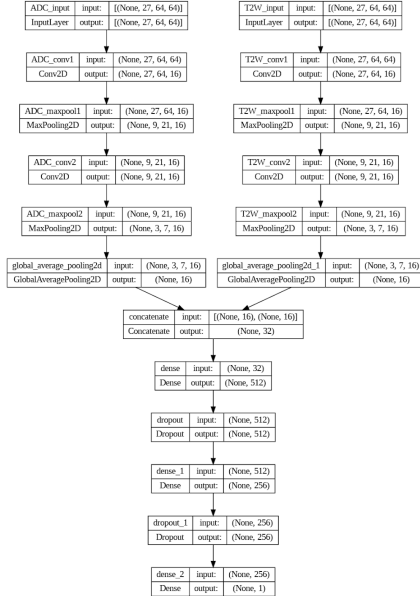 ADC_input input: [(None, 27, 64, 64)]
InputLayer output: [(None, 27, 64, 64)]
T2W_input input: [(None, 27, 64, 64)]
InputLayer output: [(None, 27, 64, 64)]
ADC_conv1 input: (None, 27, 64, 64)
Conv2D output: (None, 27, 64, 16)
T2W_conv1 input: (None, 27, 64, 64)
Conv2D output: (None, 27, 64, 16)
ADC_maxpool1 input: (None, 27, 64, 16)
MaxPooling2D output: (None, 9, 21, 16)
T2W_maxpool1 input: (None, 27, 64, 16)
MaxPooling2D output: (None, 9, 21, 16)
ADC_conv2 input: (None, 9, 21, 16)
Conv2D output: (None, 9, 21, 16)
T2W_conv2 input: (None, 9, 21, 16)
Conv2D output: (None, 9, 21, 16)
ADC_maxpool2 input: (None, 9, 21, 16)
MaxPooling2D output: (None, 3, 7, 16)
T2W_maxpool2 input: (None, 9, 21, 16)
MaxPooling2D output: (None, 3, 7, 16)
global_average_pooling2d input: (None, 3, 7, 16)
GlobalAveragePooling2D output: (None, 16)
global_average_pooling2d_1 input: (None, 3, 7, 16)
GlobalAveragePooling2D output: (None, 16)
concatenate input: [(None, 16), (None, 16)]
Concatenate output: (None, 32)
dense input: (None, 32)
Dense output: (None, 512)
dropout input: (None, 512)
Dropout output: (None, 512)
dense_1 input: (None, 512)
Dense output: (None, 256)
dropout_1 input: (None, 256)
Dropout output: (None, 256)
dense_2 input: (None, 256)
Dense output: (None, 1)